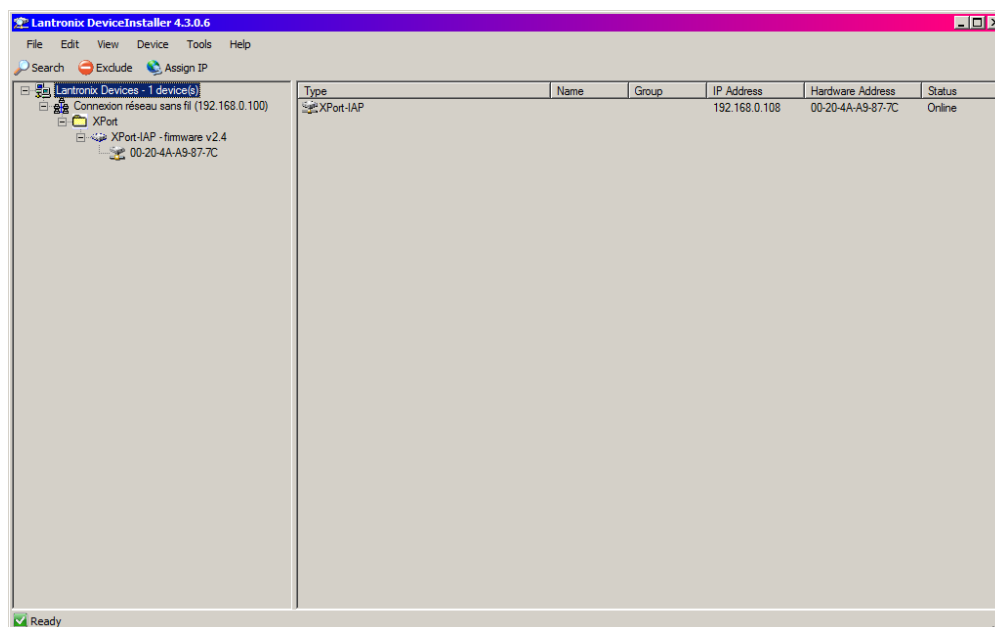 Lantronix DeviceInstaller 4.3.0.6
File Edit View Device Tools Help
Search Exclude Assign IP
Lantronix Devices - 1 device(s)
Connexion réseau sans fil (192.168.0.100)
XPort
XPort-IAP - firmware v2.4
00-20-4A-A9-87-7C
Type Name Group IP Address Hardware Address Status
XPort-IAP 192.168.0.108 00-20-4A-A9-87-7C Online
Ready